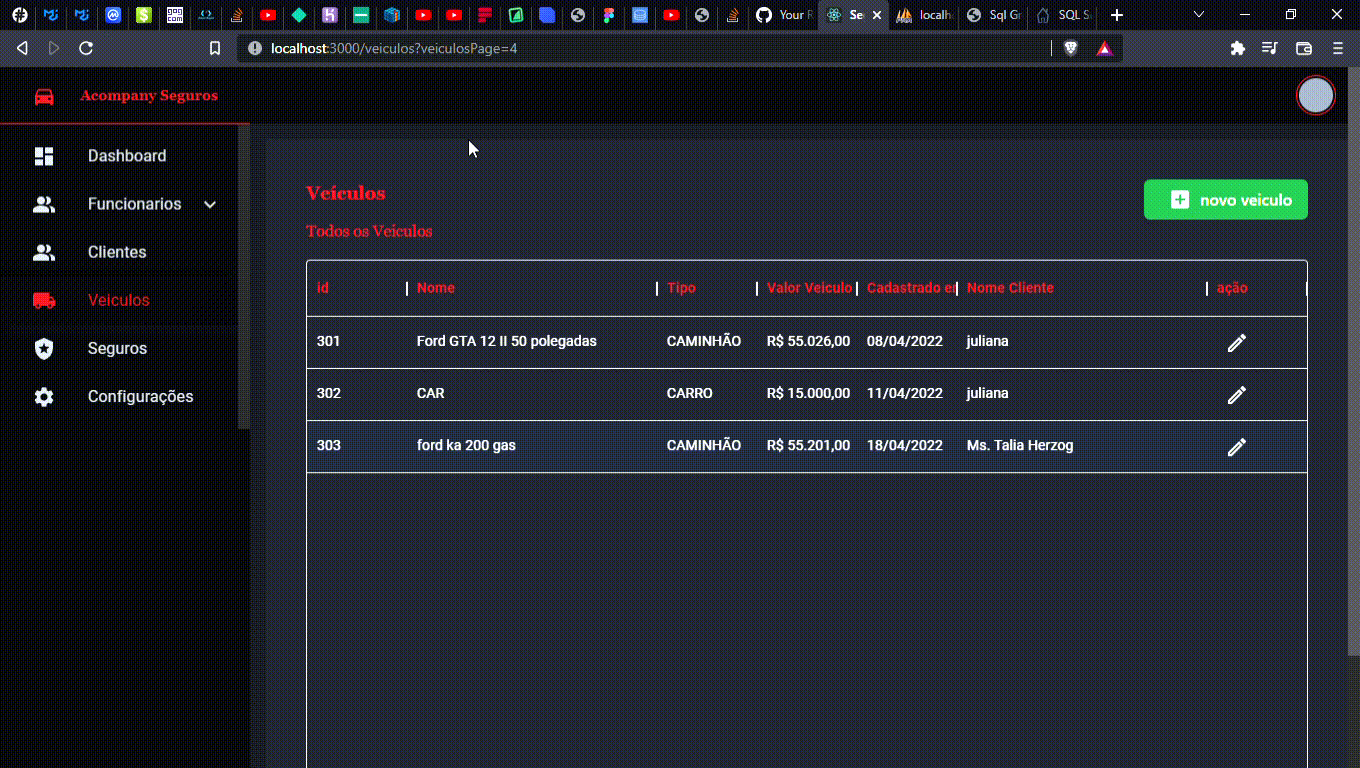 Your R
Se
localh
Sql Gr
SQL S
localhost:3000/veiculos?veiculosPage=4
Acompany Seguros
Dashboard
Funcionarios
Clientes
Veiculos
Seguros
Configurações
Veículos
Todos os Veiculos
novo veiculo
id Nome Tipo Valor Veiculo Cadastrado em Nome Cliente ação
301 Ford GTA 12 II 50 polegadas CAMINHÃO R$ 55.026,00 08/04/2022 juliana
302 CAR CARRO R$ 15.000,00 11/04/2022 juliana
303 ford ka 200 gas CAMINHÃO R$ 55.201,00 18/04/2022 Ms. Talia Herzog